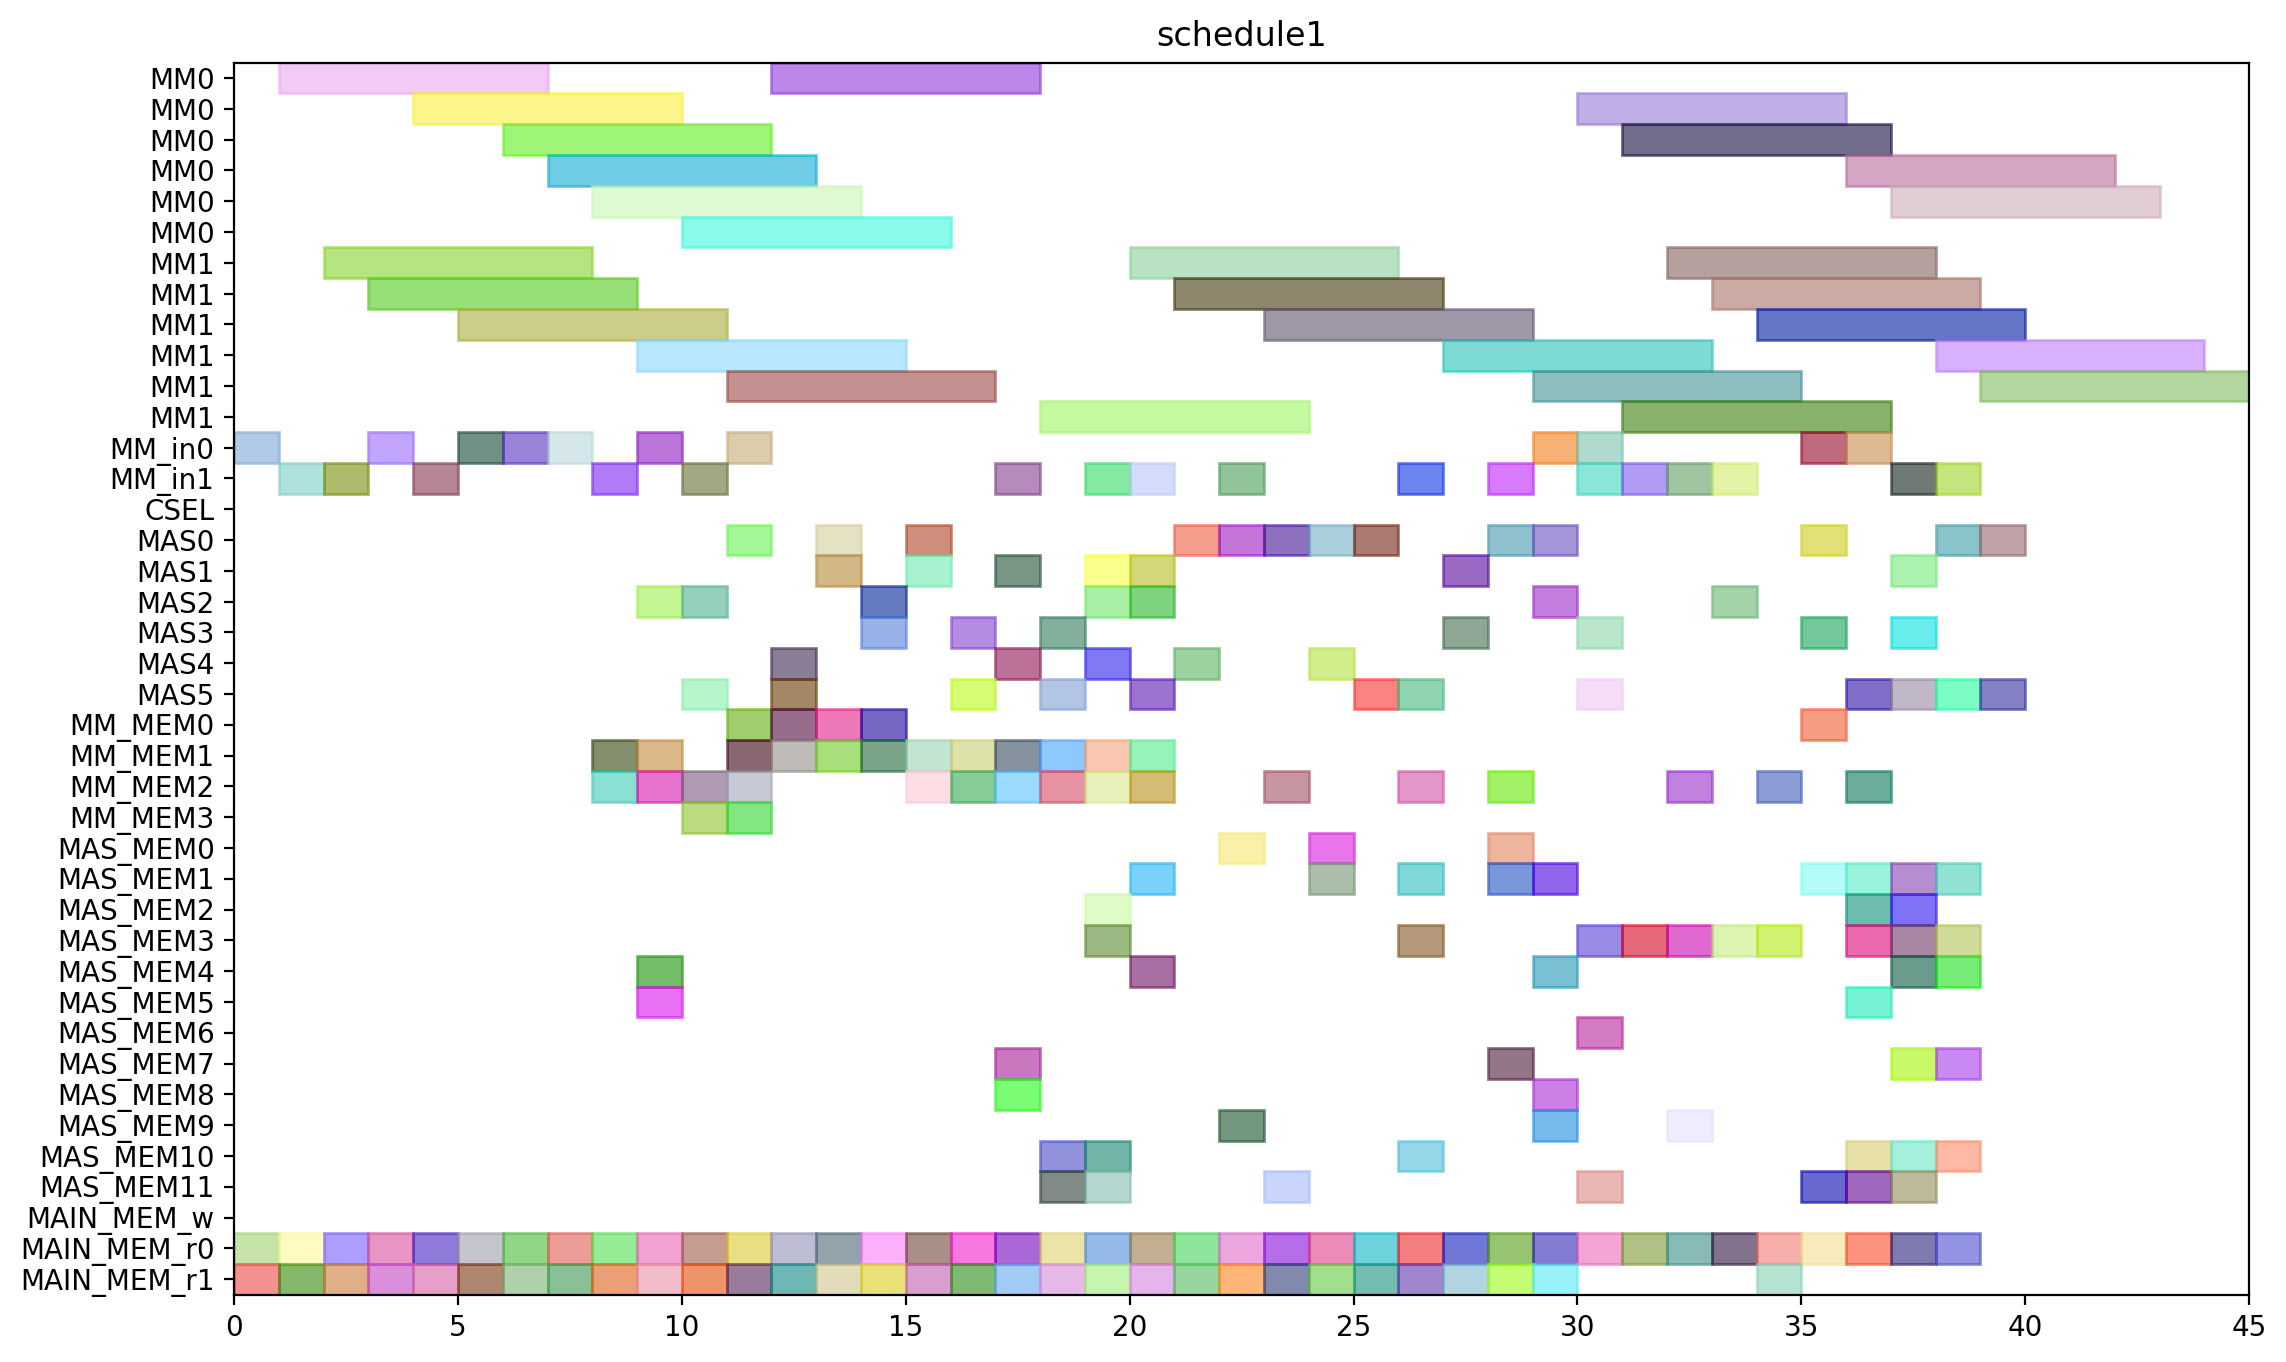 schedule1
MM0
MM0
MM0
MM0
MM0
MM0
MM1
MM1
MM1
MM1
MM1
MM1
MM_in0
MM_in1
CSEL
MAS0
MAS1
MAS2
MAS3
MAS4
MAS5
MM_MEM0
MM_MEM1
MM_MEM2
MM_MEM3
MAS_MEM0
MAS_MEM1
MAS_MEM2
MAS_MEM3
MAS_MEM4
MAS_MEM5
MAS_MEM6
MAS_MEM7
MAS_MEM8
MAS_MEM9
MAS_MEM10
MAS_MEM11
MAIN_MEM_w
MAIN_MEM_r0
MAIN_MEM_r1
0 5 10 15 20 25 30 35 40 45